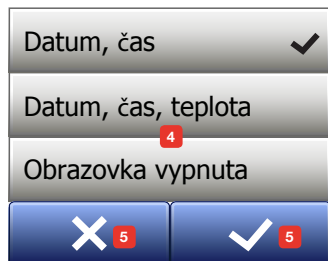 Datum, čas
Datum, čas, teplota
4
Obrazovka vypnuta
5 5